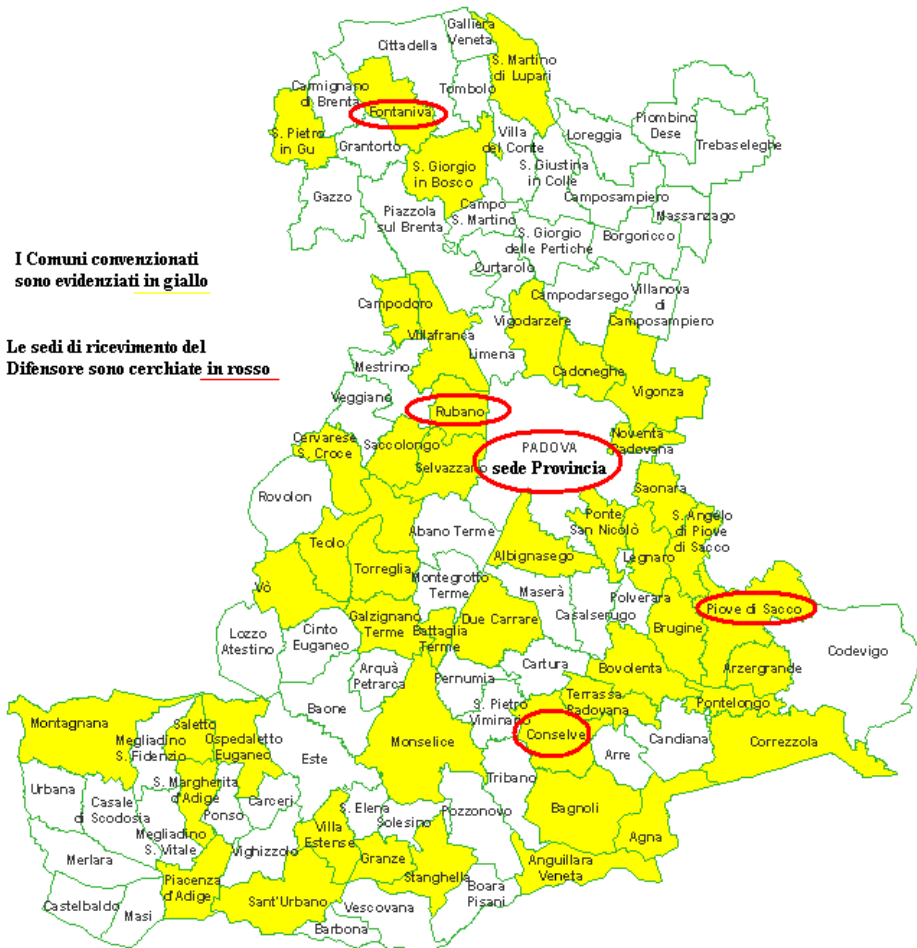 Galliera
Veneta
Cittadella
S. Martino
di Lupari
Carmignano
di Brenta
Tombolo
Fontaniva
Piombino
Dese
Loreggia
Trebaseleghe
S. Pietro
in Gu
Grantorto
Villa
del Conte
S. Giorgio
in Bosco
S. Giustina
in Colle
Gazzo
Camposampiero
Piazzola
sul Brenta
Campo
S. Martino
Massanzago
S. Giorgio
delle Pertiche
Borgoricco
I Comuni convenzionati
sono evidenziati in giallo
Curtarolo
Campodarsego
Villanova
di
Camposampiero
Campodoro
Villafranca
Vigodarzere
Limena
Le sedi di ricevimento del
Difensore sono cerchiate in rosso
Mestrino
Cadoneghe
Vigonza
Veggiano
Rubano
Cervarese
S. Croce
Saccolongo
Selvazzano
PADOVA
sede Provincia
Noventa
Padovana
Rovolon
Saonara
Abano Terme
Ponte
San Nicolò
S. Angelo
di Piove
di Sacco
Teolo
Albignasego
Legnaro
Torreglia
Montegrotto
Terme
Vò
Maserà
Casalserugo
Polverara
Piove di Sacco
Galzignano
Terme
Battaglia
Terme
Due Carrare
Brugine
Lozzo
Atestino
Cinto
Euganeo
Codevigo
Arquà
Petrarca
Cartura
Bovolenta
Arzergrande
Pernumia
Baone
S. Pietro
Viminario
Terrassa
Padovana
Pontelongo
Montagnana
Saletto
Megliadino
S. Fidenzio
Ospedaletto
Euganeo
Monselice
Conselve
Candiana
Correzzola
Este
Arre
Tribano
Urbana
Casale
di Scodosia
S. Margherita
d'Adige
Ponso
Carceri
S. Elena
Solesino
Pozzonovo
Bagnoli
Megliadino
S. Vitale
Villa
Estense
Agna
Merlara
Vighizzolo
Granze
Stanghella
Anguillara
Veneta
Piacenza
d'Adige
Boara
Pisani
Castelbaldo
Masi
Sant'Urbano
Vescovana
Barbona